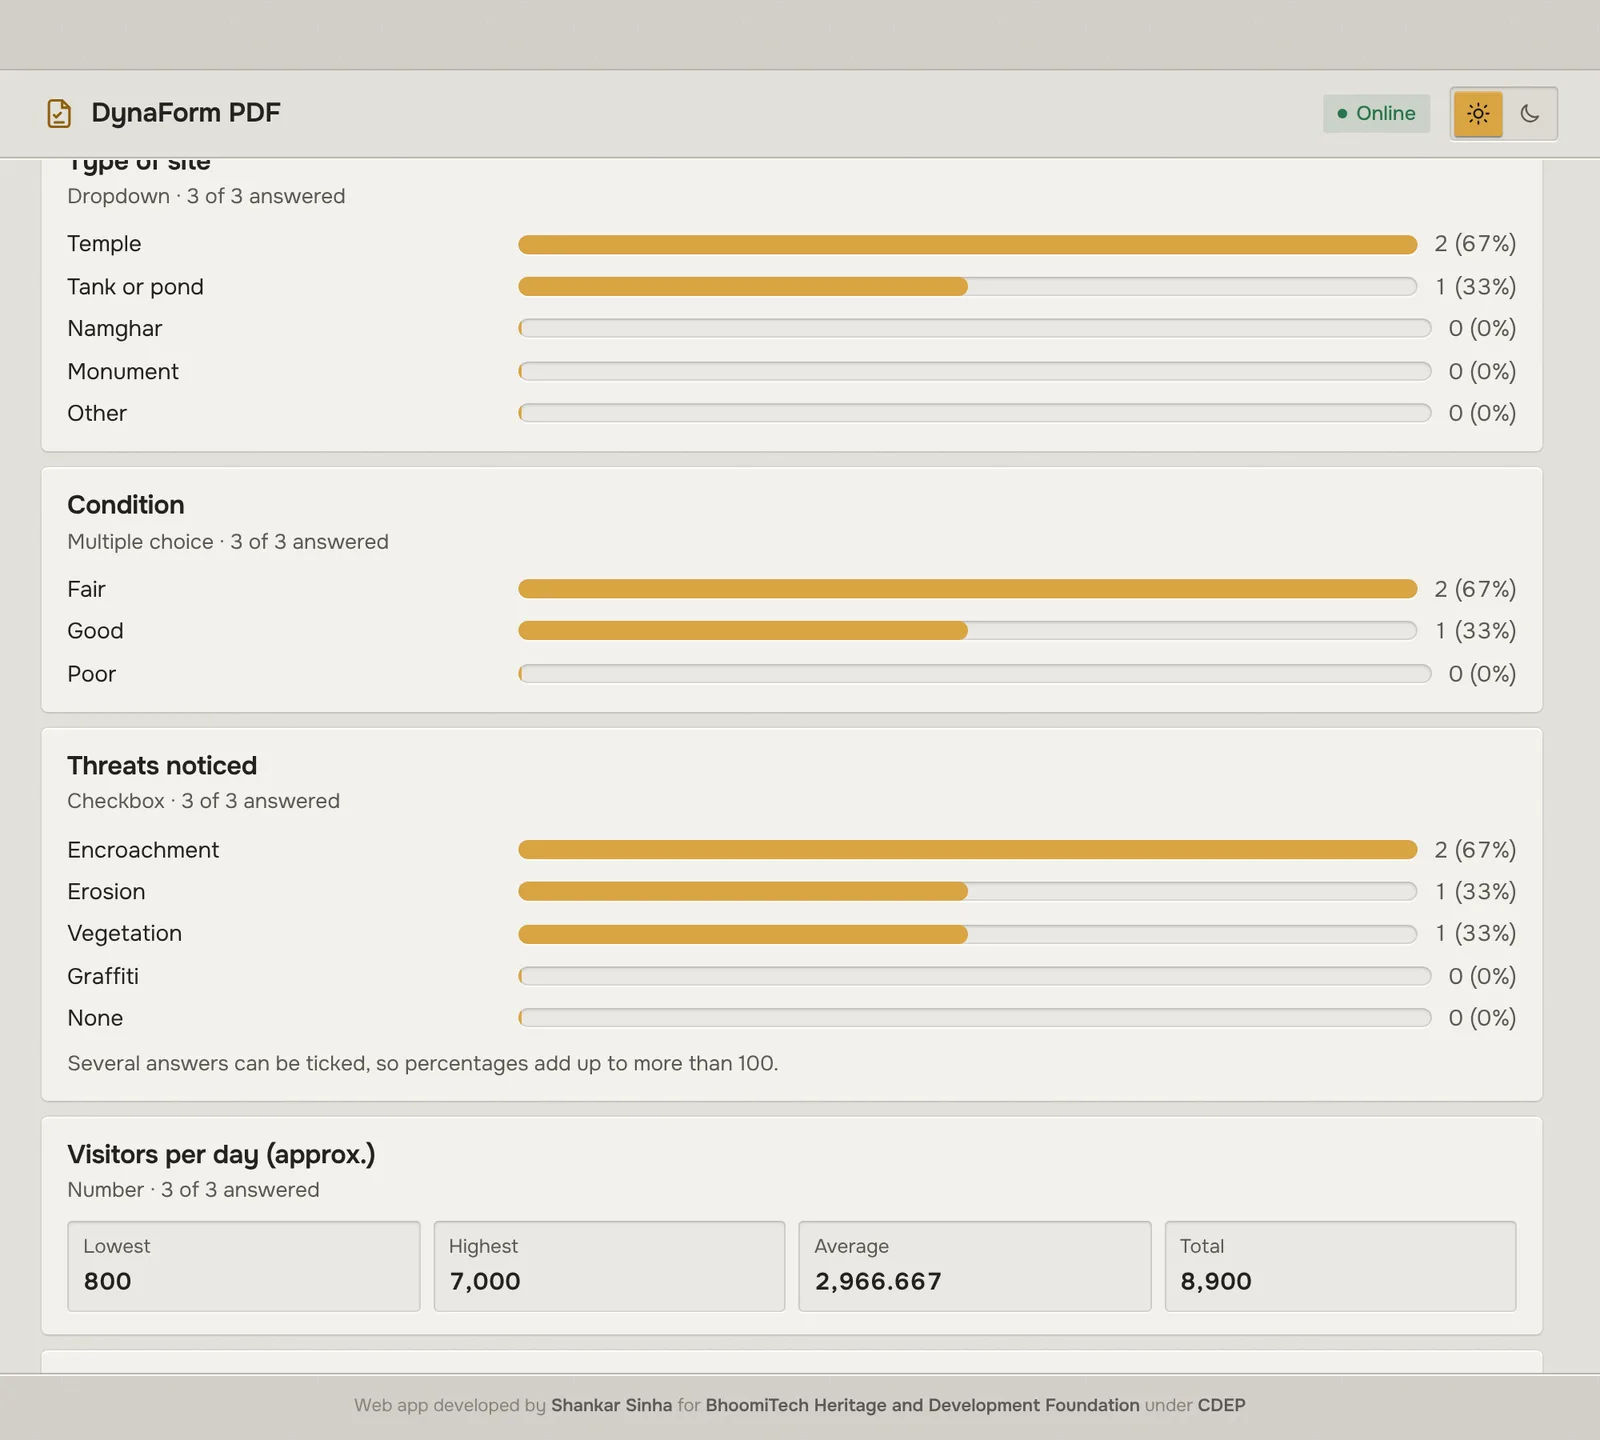 DynaForm PDF
Online
Type of site
Dropdown · 3 of 3 answered
Temple 2 (67%)
Tank or pond 1 (33%)
Namghar 0 (0%)
Monument 0 (0%)
Other 0 (0%)
Condition
Multiple choice · 3 of 3 answered
Fair 2 (67%)
Good 1 (33%)
Poor 0 (0%)
Threats noticed
Checkbox · 3 of 3 answered
Encroachment 2 (67%)
Erosion 1 (33%)
Vegetation 1 (33%)
Graffiti 0 (0%)
None 0 (0%)
Several answers can be ticked, so percentages add up to more than 100.
Visitors per day (approx.)
Number · 3 of 3 answered
Lowest Highest Average Total
800 7,000 2,966.667 8,900
Web app developed by Shankar Sinha for BhoomiTech Heritage and Development Foundation under CDEP